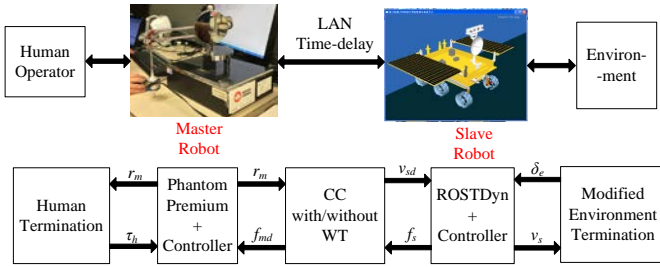 Human
Operator
LAN
Time-delay
Environ-
-ment
Master
Robot
Slave
Robot
r_m
r_m
v_sd
δ_e
Human
Termination
Phantom
Premium
+
Controller
CC
with/without
WT
ROSTDyn
+
Controller
Modified
Environment
Termination
τ_h
f_md
f_s
v_s